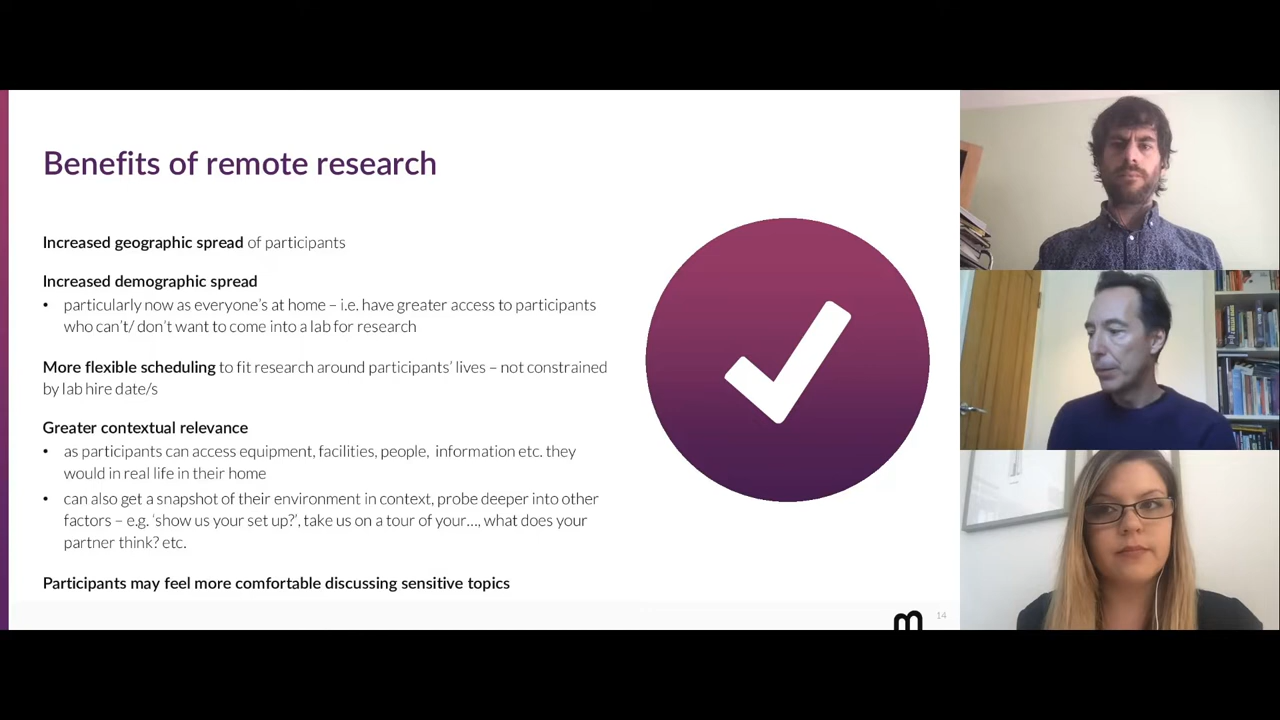 Benefits of remote research
Increased geographic spread of participants
Increased demographic spread
• particularly now as everyone's at home – i.e. have greater access to participants
who can't/ don't want to come into a lab for research
More flexible scheduling to fit research around participants' lives – not constrained
by lab hire date/s
Greater contextual relevance
• as participants can access equipment, facilities, people, information etc. they
would in real life in their home
• can also get a snapshot of their environment in context, probe deeper into other
factors – e.g. 'show us your set up?', take us on a tour of your..., what does your
partner think? etc.
Participants may feel more comfortable discussing sensitive topics
m
14